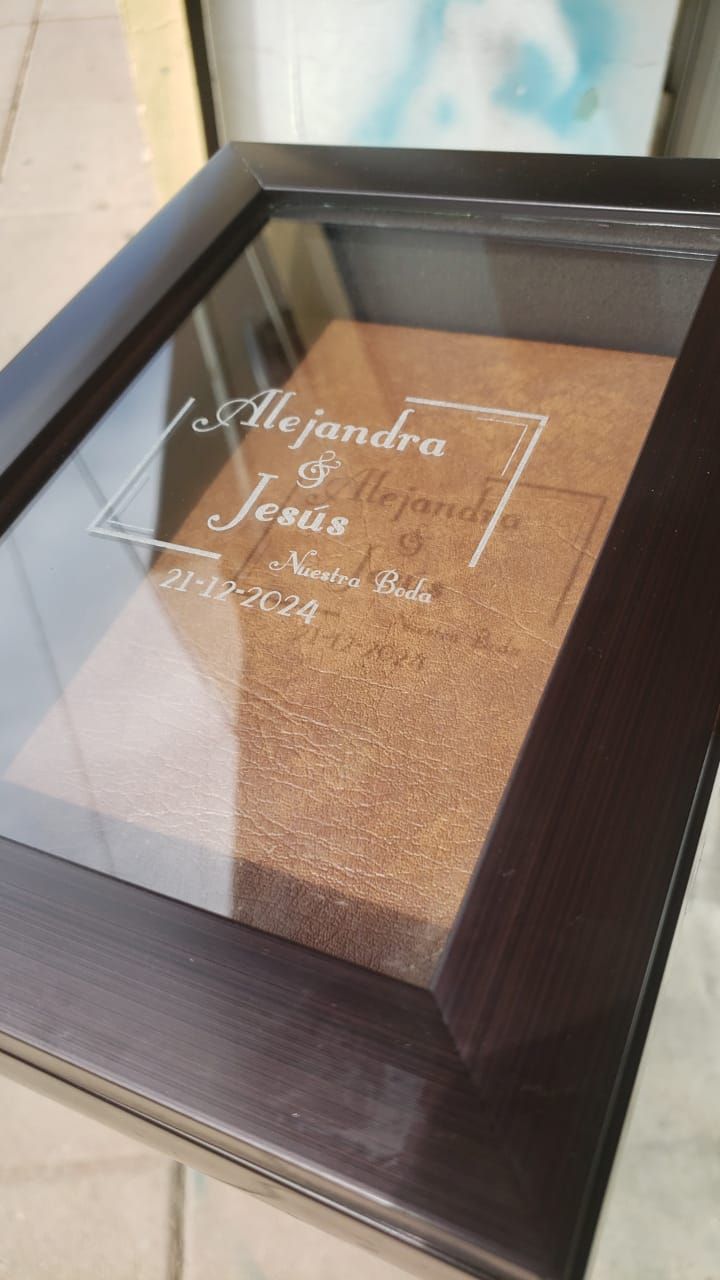 Alejandra
&
Jesús
Nuestra Boda
21-12-2024